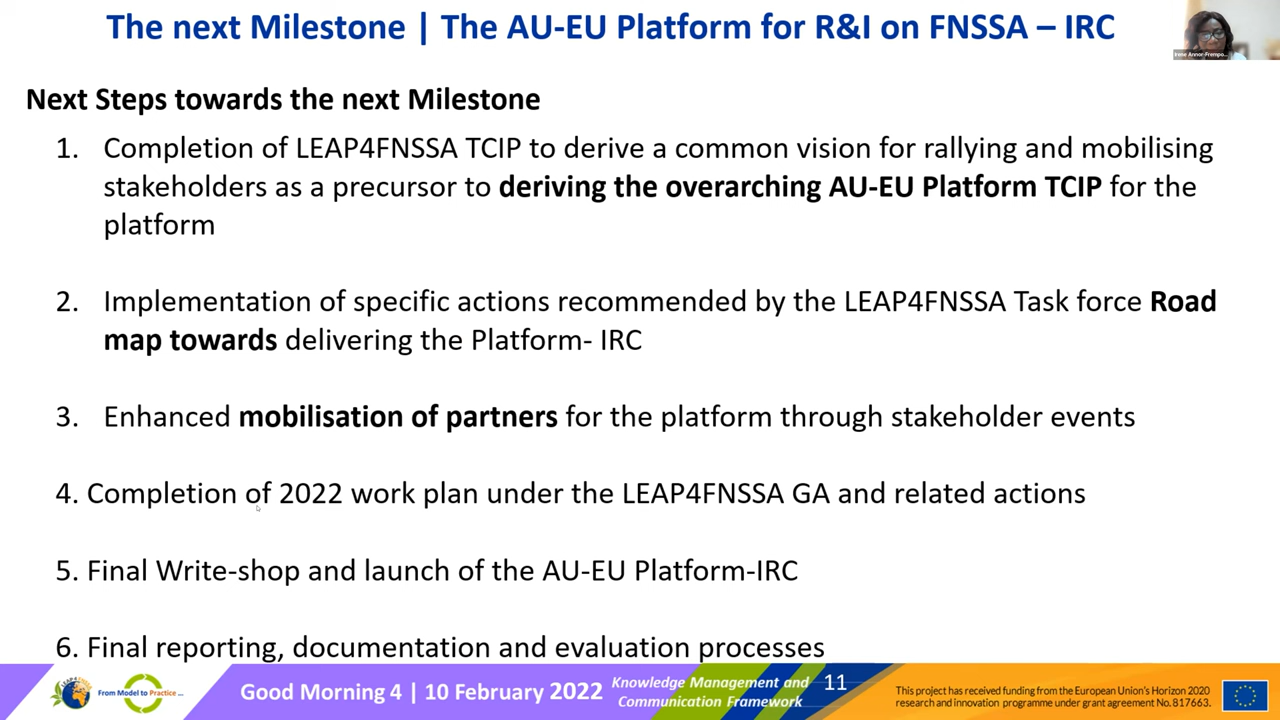 The next Milestone | The AU-EU Platform for R&I on FNSSA – IRC
Next Steps towards the next Milestone
1. Completion of LEAP4FNSSA TCIP to derive a common vision for rallying and mobilising
stakeholders as a precursor to deriving the overarching AU-EU Platform TCIP for the
platform
2. Implementation of specific actions recommended by the LEAP4FNSSA Task force Road
map towards delivering the Platform- IRC
3. Enhanced mobilisation of partners for the platform through stakeholder events
4. Completion of 2022 work plan under the LEAP4FNSSA GA and related actions
5. Final Write-shop and launch of the AU-EU Platform-IRC
6. Final reporting, documentation and evaluation processes
From Model to Practice ...
Good Morning 4 | 10 February 2022
Knowledge Management and
Communication Framework
11
This project has received funding from the European Union's Horizon 2020
research and innovation programme under grant agreement No. 817663.
Irene Annor-Frempo...